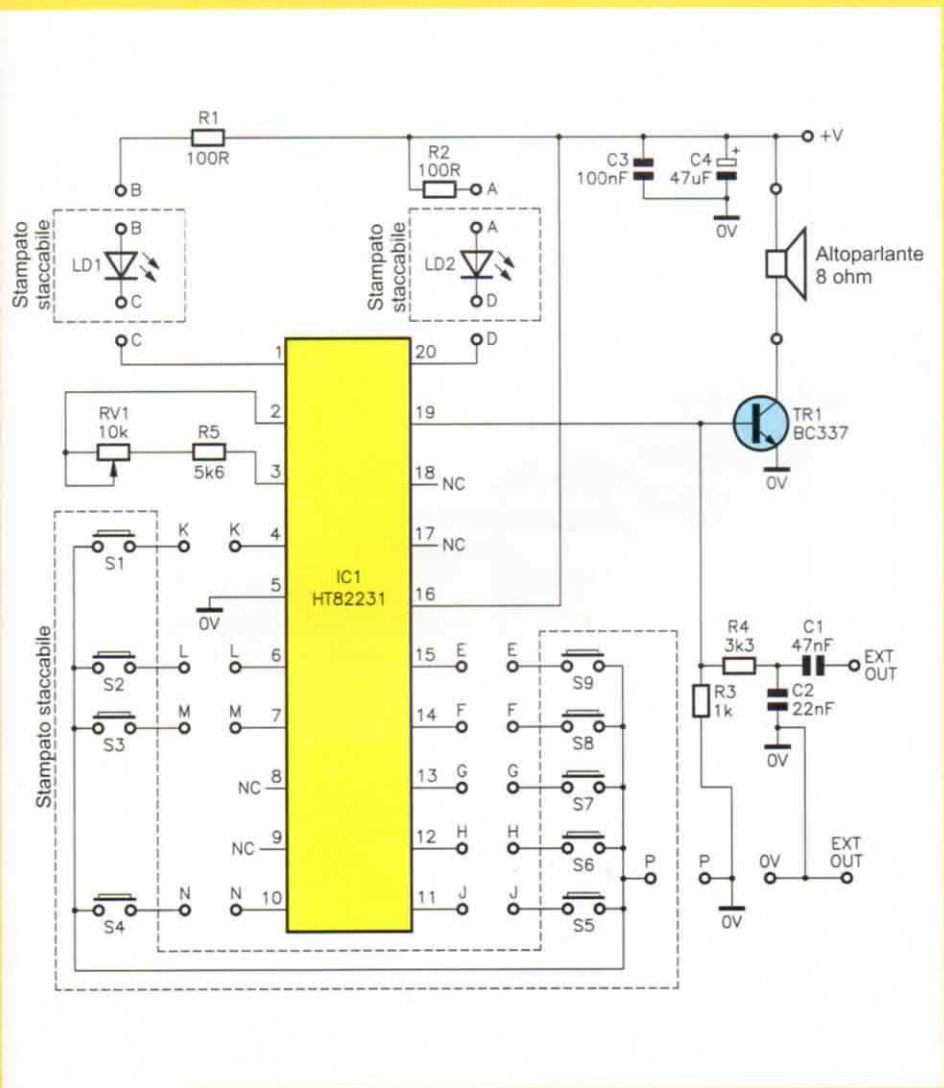 R1
100R
R2
100R
C3
100nF
C4
+
47uF
+V
0V
B
A
B
A
Stampato staccabile
LD1
Stampato staccabile
LD2
Altoparlante
8 ohm
C
D
C
D
1
20
2
19
TR1
BC337
0V
RV1
10k
R5
5k6
3
18
NC
K
K
4
17
NC
S1
IC1
HT82231
5
16
0V
Stampato staccabile
L
L
6
15
E
E
S2
S9
R4
3k3
C1
47nF
EXT
OUT
R3
1k
C2
22nF
0V
M
M
7
14
F
F
S3
S8
NC
8
13
G
G
S7
NC
9
12
H
H
S6
P
P
0V
EXT
OUT
N
N
10
11
J
J
S4
S5
0V